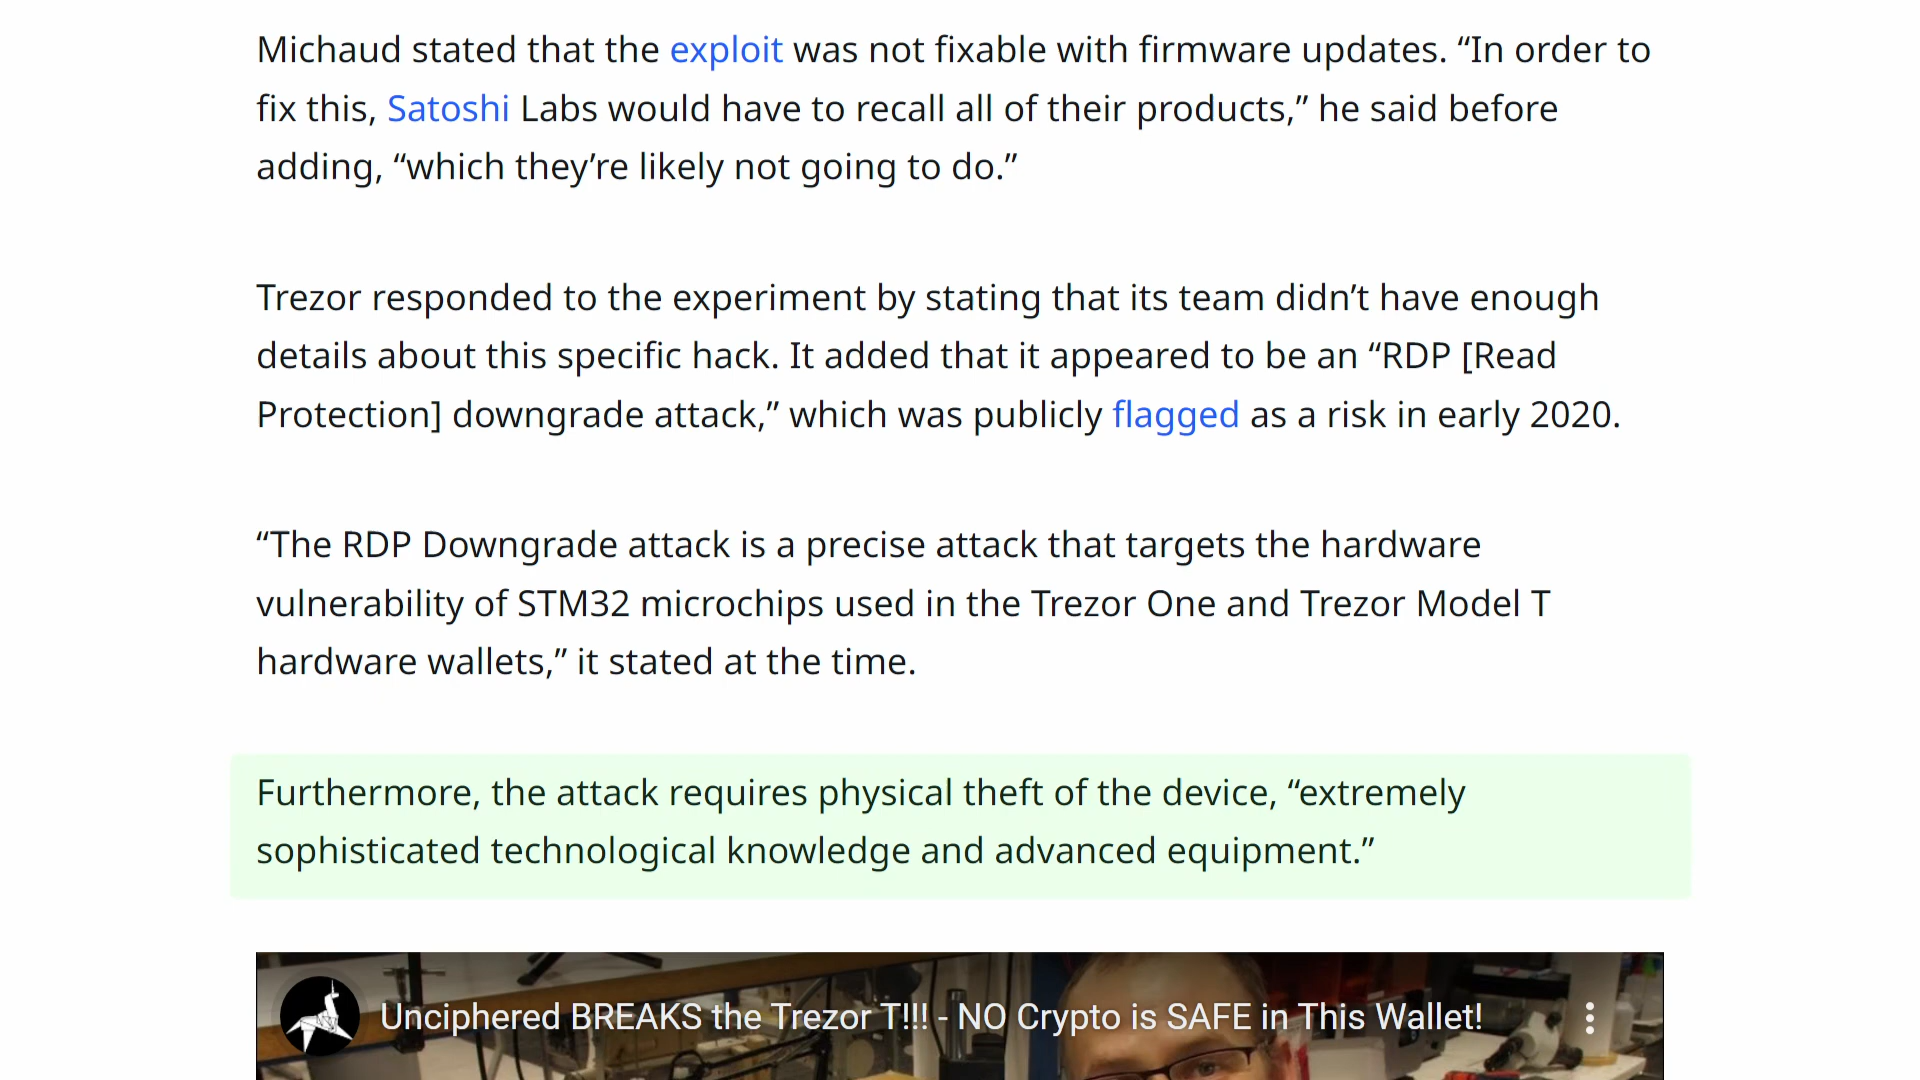 Michaud stated that the exploit was not fixable with firmware updates. “In order to
fix this, Satoshi Labs would have to recall all of their products,” he said before
adding, “which they’re likely not going to do.”
Trezor responded to the experiment by stating that its team didn’t have enough
details about this specific hack. It added that it appeared to be an “RDP [Read
Protection] downgrade attack,” which was publicly flagged as a risk in early 2020.
“The RDP Downgrade attack is a precise attack that targets the hardware
vulnerability of STM32 microchips used in the Trezor One and Trezor Model T
hardware wallets,” it stated at the time.
Furthermore, the attack requires physical theft of the device, “extremely
sophisticated technological knowledge and advanced equipment.”
Unciphered BREAKS the Trezor T!!! - NO Crypto is SAFE in This Wallet!